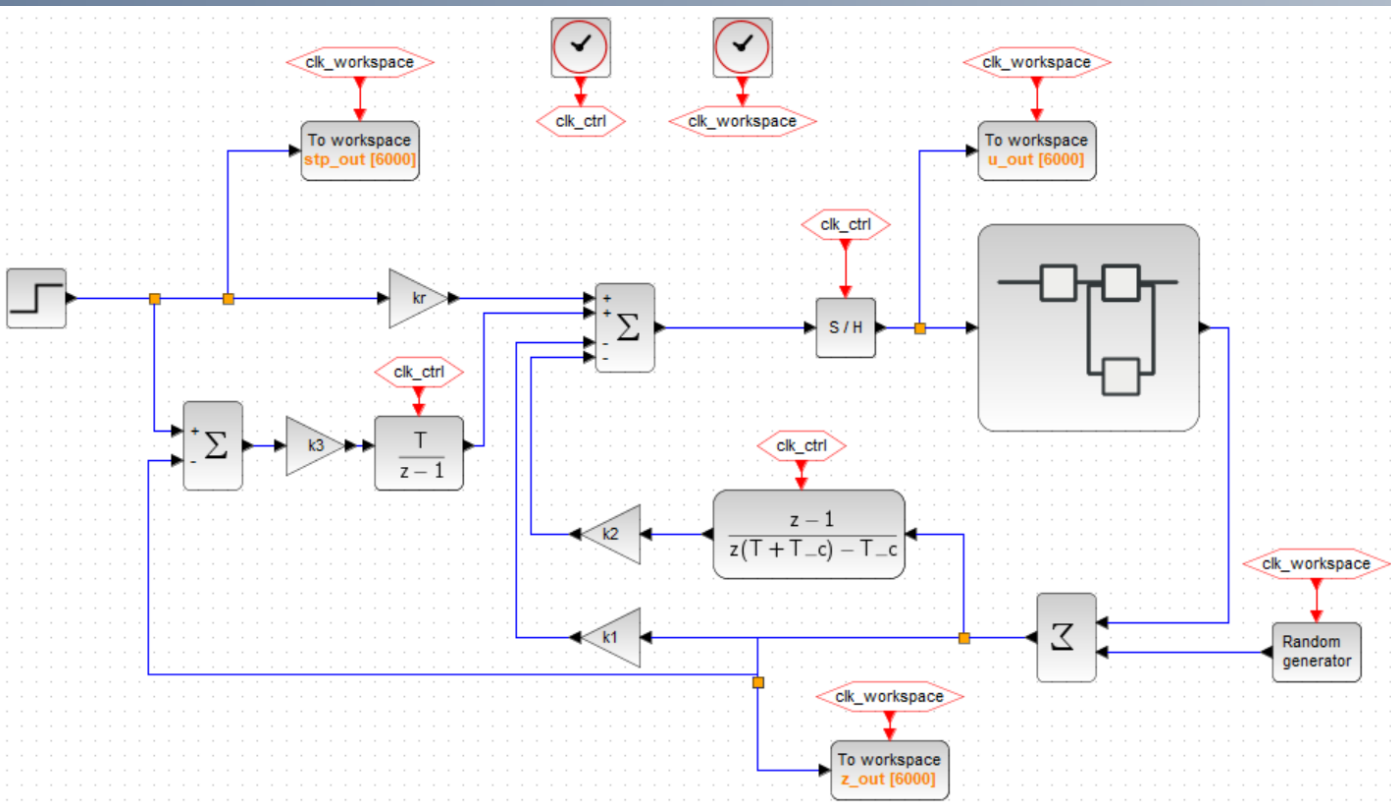 clk_workspace
clk_workspace
clk_ctrl
clk_workspace
To workspace
stp_out [6000]
To workspace
u_out [6000]
clk_ctrl
kr
+
+
-
-
Σ
S / H
clk_ctrl
+
-
Σ
k3
T
z − 1
clk_ctrl
k2
z − 1
z(T + T_c) − T_c
clk_workspace
k1
Σ
Random
generator
clk_workspace
To workspace
z_out [6000]